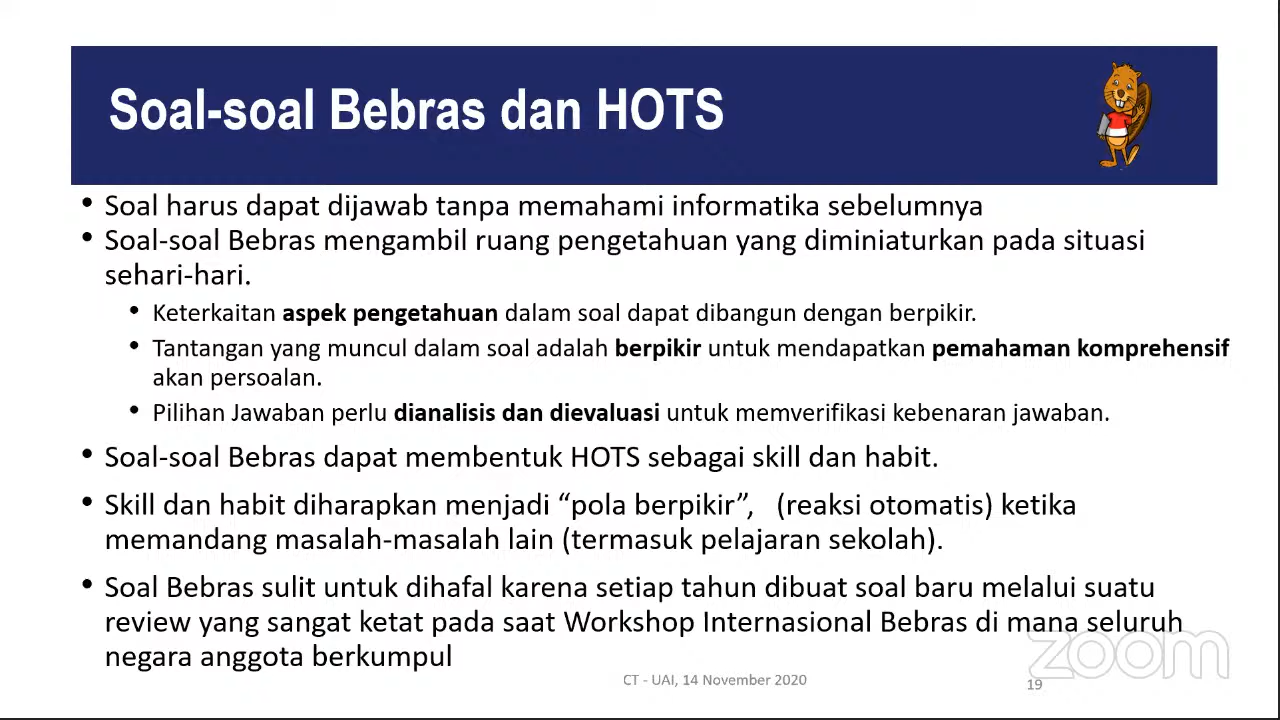 Soal-soal Bebras dan HOTS
• Soal harus dapat dijawab tanpa memahami informatika sebelumnya
• Soal-soal Bebras mengambil ruang pengetahuan yang diminiaturkan pada situasi
sehari-hari.
• Keterkaitan aspek pengetahuan dalam soal dapat dibangun dengan berpikir.
• Tantangan yang muncul dalam soal adalah berpikir untuk mendapatkan pemahaman komprehensif
akan persoalan.
• Pilihan Jawaban perlu dianalisis dan dievaluasi untuk memverifikasi kebenaran jawaban.
• Soal-soal Bebras dapat membentuk HOTS sebagai skill dan habit.
• Skill dan habit diharapkan menjadi “pola berpikir”, (reaksi otomatis) ketika
memandang masalah-masalah lain (termasuk pelajaran sekolah).
• Soal Bebras sulit untuk dihafal karena setiap tahun dibuat soal baru melalui suatu
review yang sangat ketat pada saat Workshop Internasional Bebras di mana seluruh
negara anggota berkumpul
zoom
CT - UAI, 14 November 2020
19